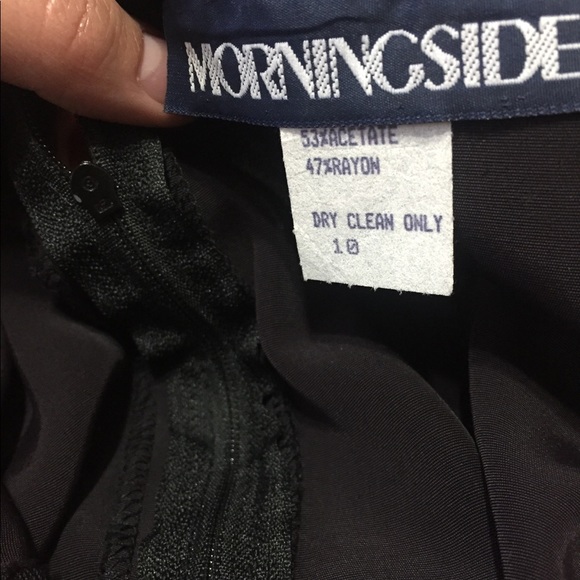 MORNINGSIDE
53%ACETATE
47%RAYON
DRY CLEAN ONLY
10